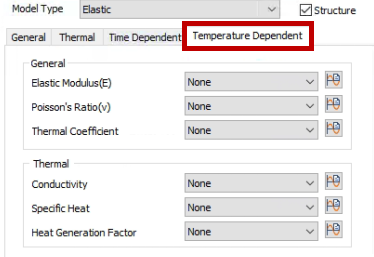 Model Type Elastic Structure
General Thermal Time Dependent Temperature Dependent
General
Elastic Modulus(E) None
Poisson's Ratio(v) None
Thermal Coefficient None
Thermal
Conductivity None
Specific Heat None
Heat Generation Factor None